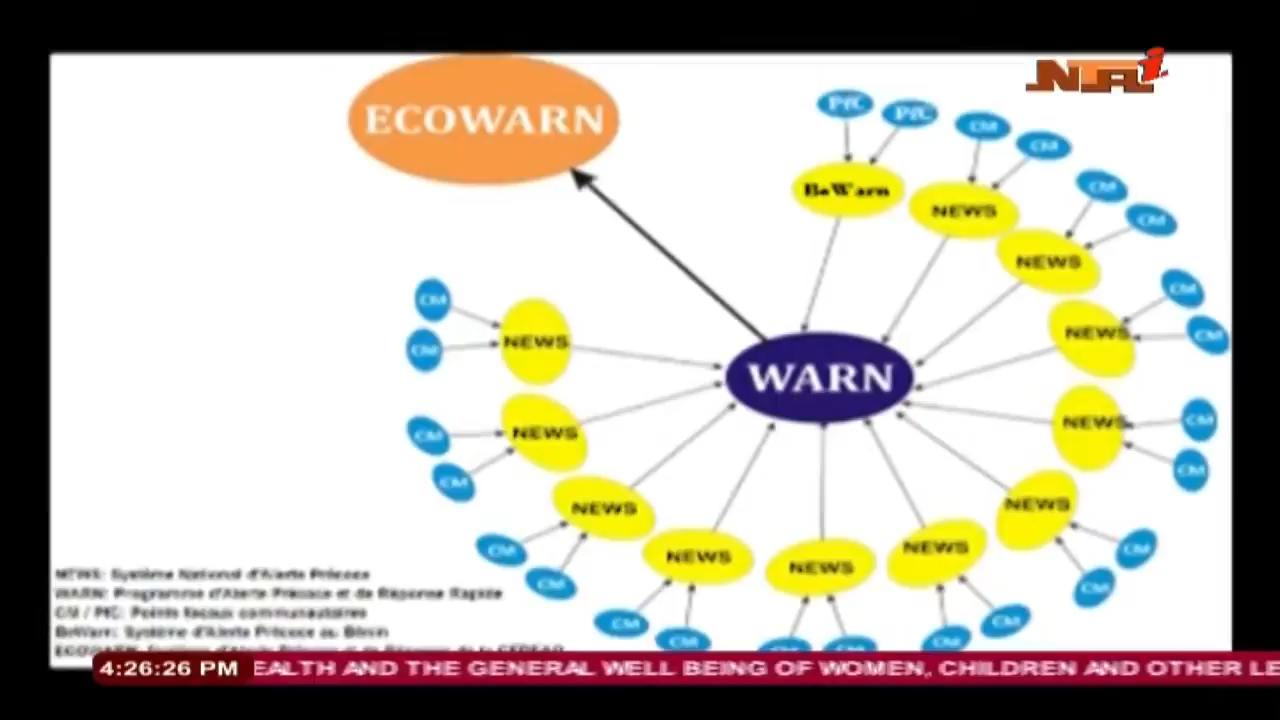 NTAi
ECOWARN
PfC
PfC
CM
CM
BeWarn
NEWS
CM
CM
NEWS
CM
CM
NEWS
CM
CM
NEWS
WARN
NEWS
CM
CM
NEWS
CM
CM
NEWS
CM
CM
NEWS
CM
CM
NEWS
CM
CM
NEWS
CM
CM
NEWS
CM
CM
NEWS: Système National d'Alerte Précoce
WARN: Programme d'Alerte Précoce et de Réponse Rapide
CM / PfC: Points focaux communautaires
BeWarn: Système d'Alerte Précoce au Bénin
4:26:26 PM EALTH AND THE GENERAL WELL BEING OF WOMEN, CHILDREN AND OTHER LE